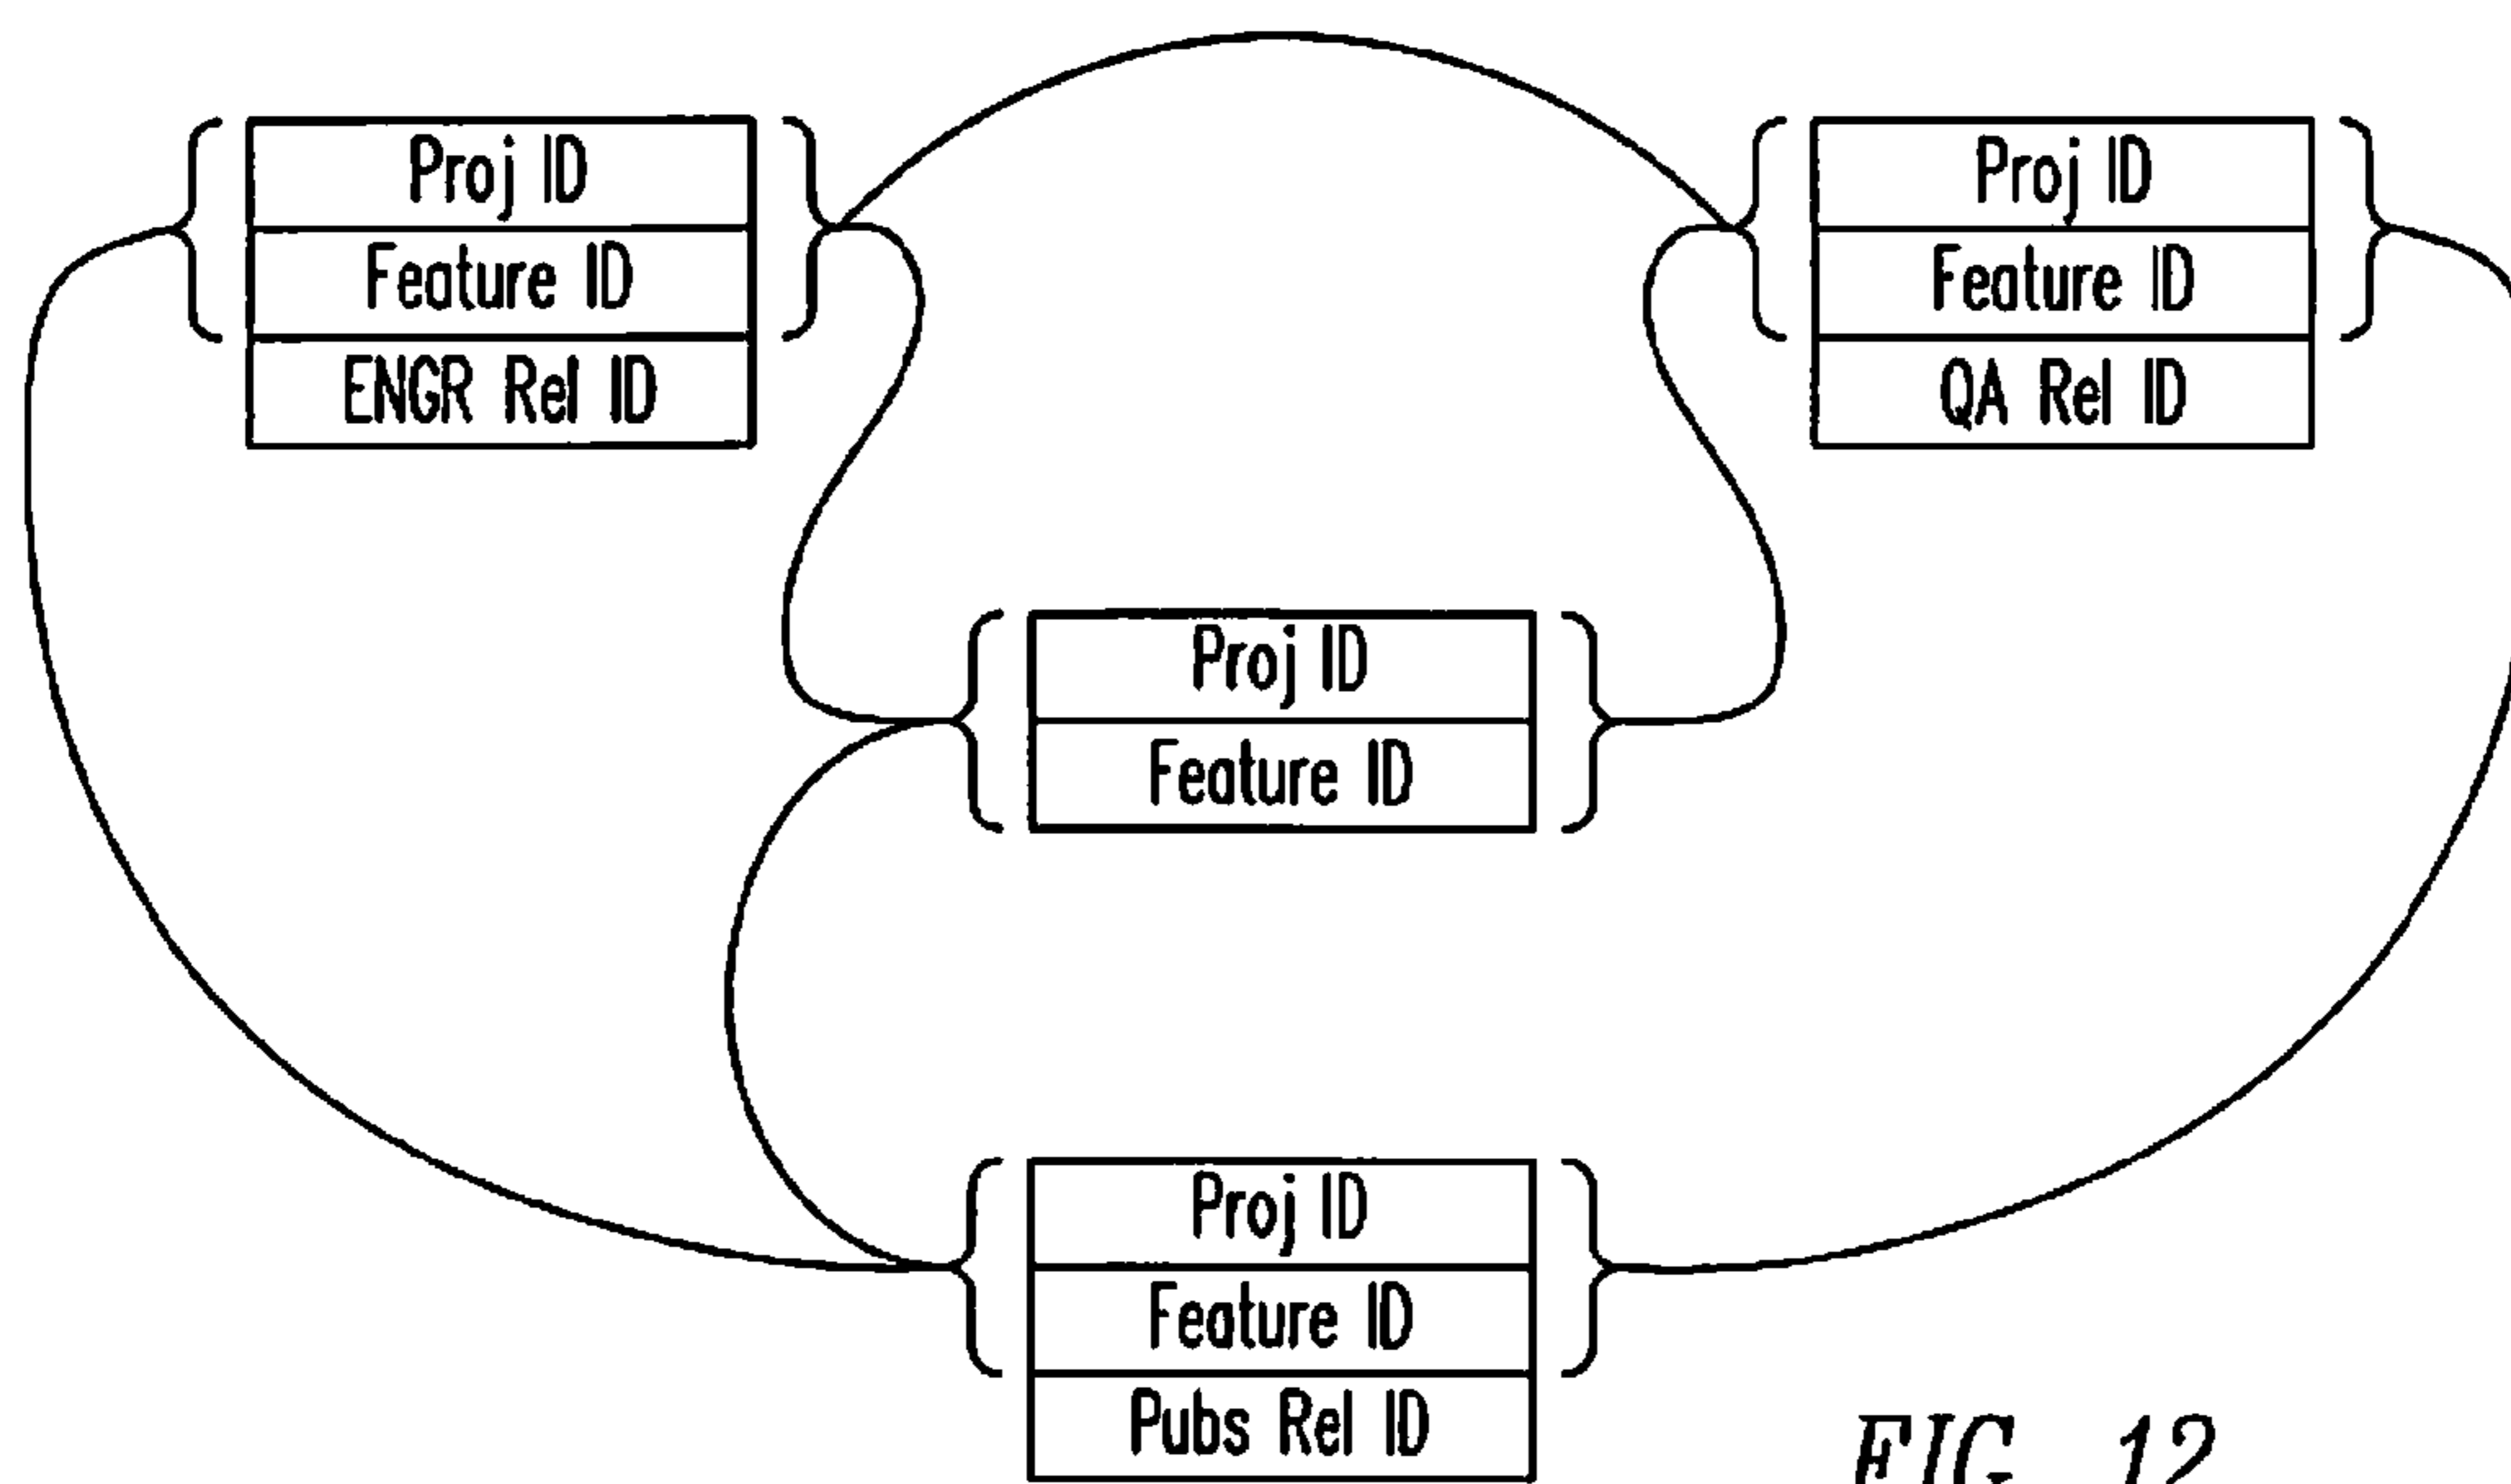 Proj ID
Feature ID
ENGR Rel ID
Proj ID
Feature ID
QA Rel ID
Proj ID
Feature ID
Proj ID
Feature ID
Pubs Rel ID
FIG. 12